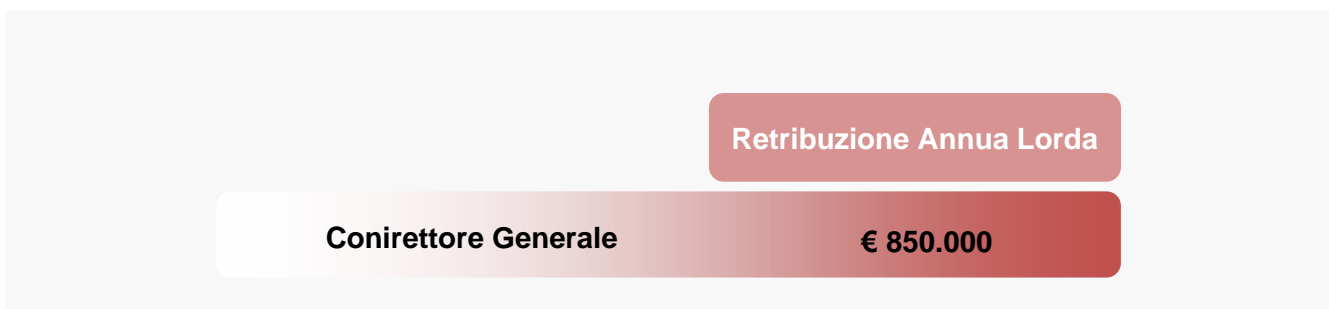 Retribuzione Annua Lorda
Conirettore Generale € 850.000